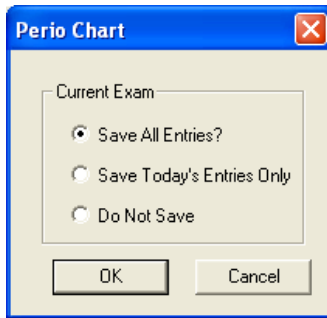 Perio Chart
Current Exam
Save All Entries?
Save Today's Entries Only
Do Not Save
OK
Cancel